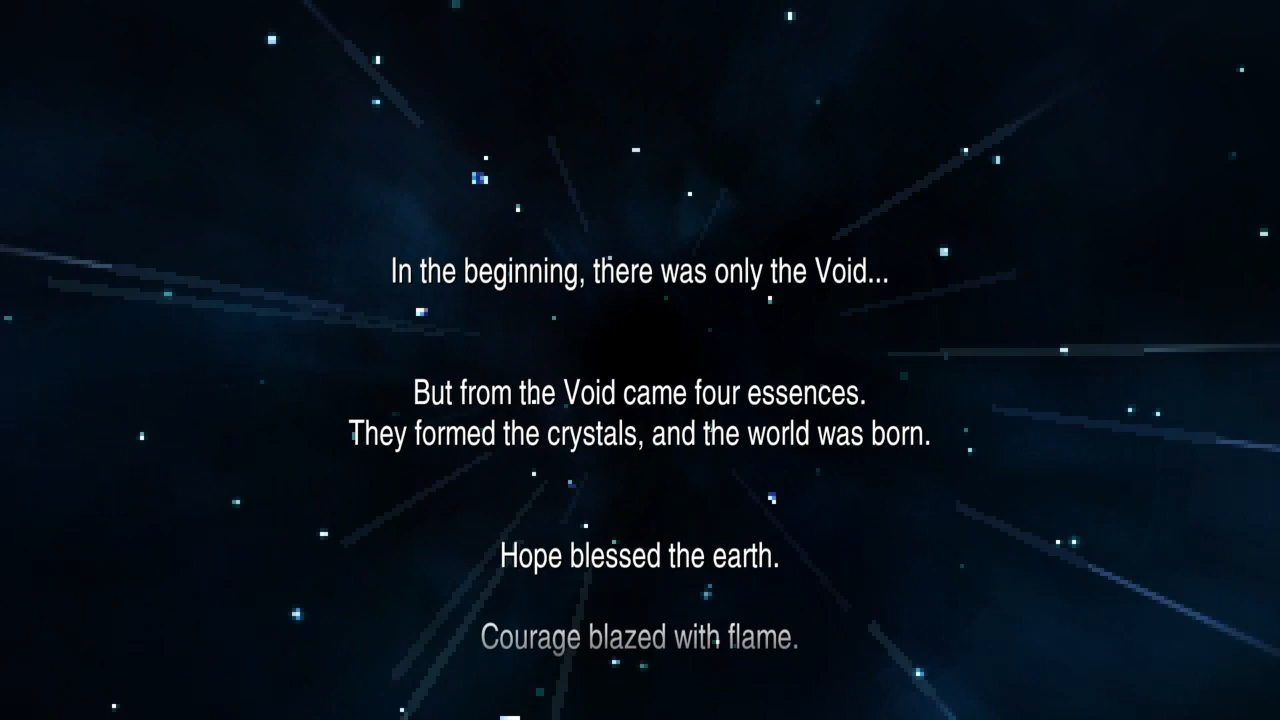 In the beginning, there was only the Void...
But from the Void came four essences.
They formed the crystals, and the world was born.
Hope blessed the earth.
Courage blazed with flame.